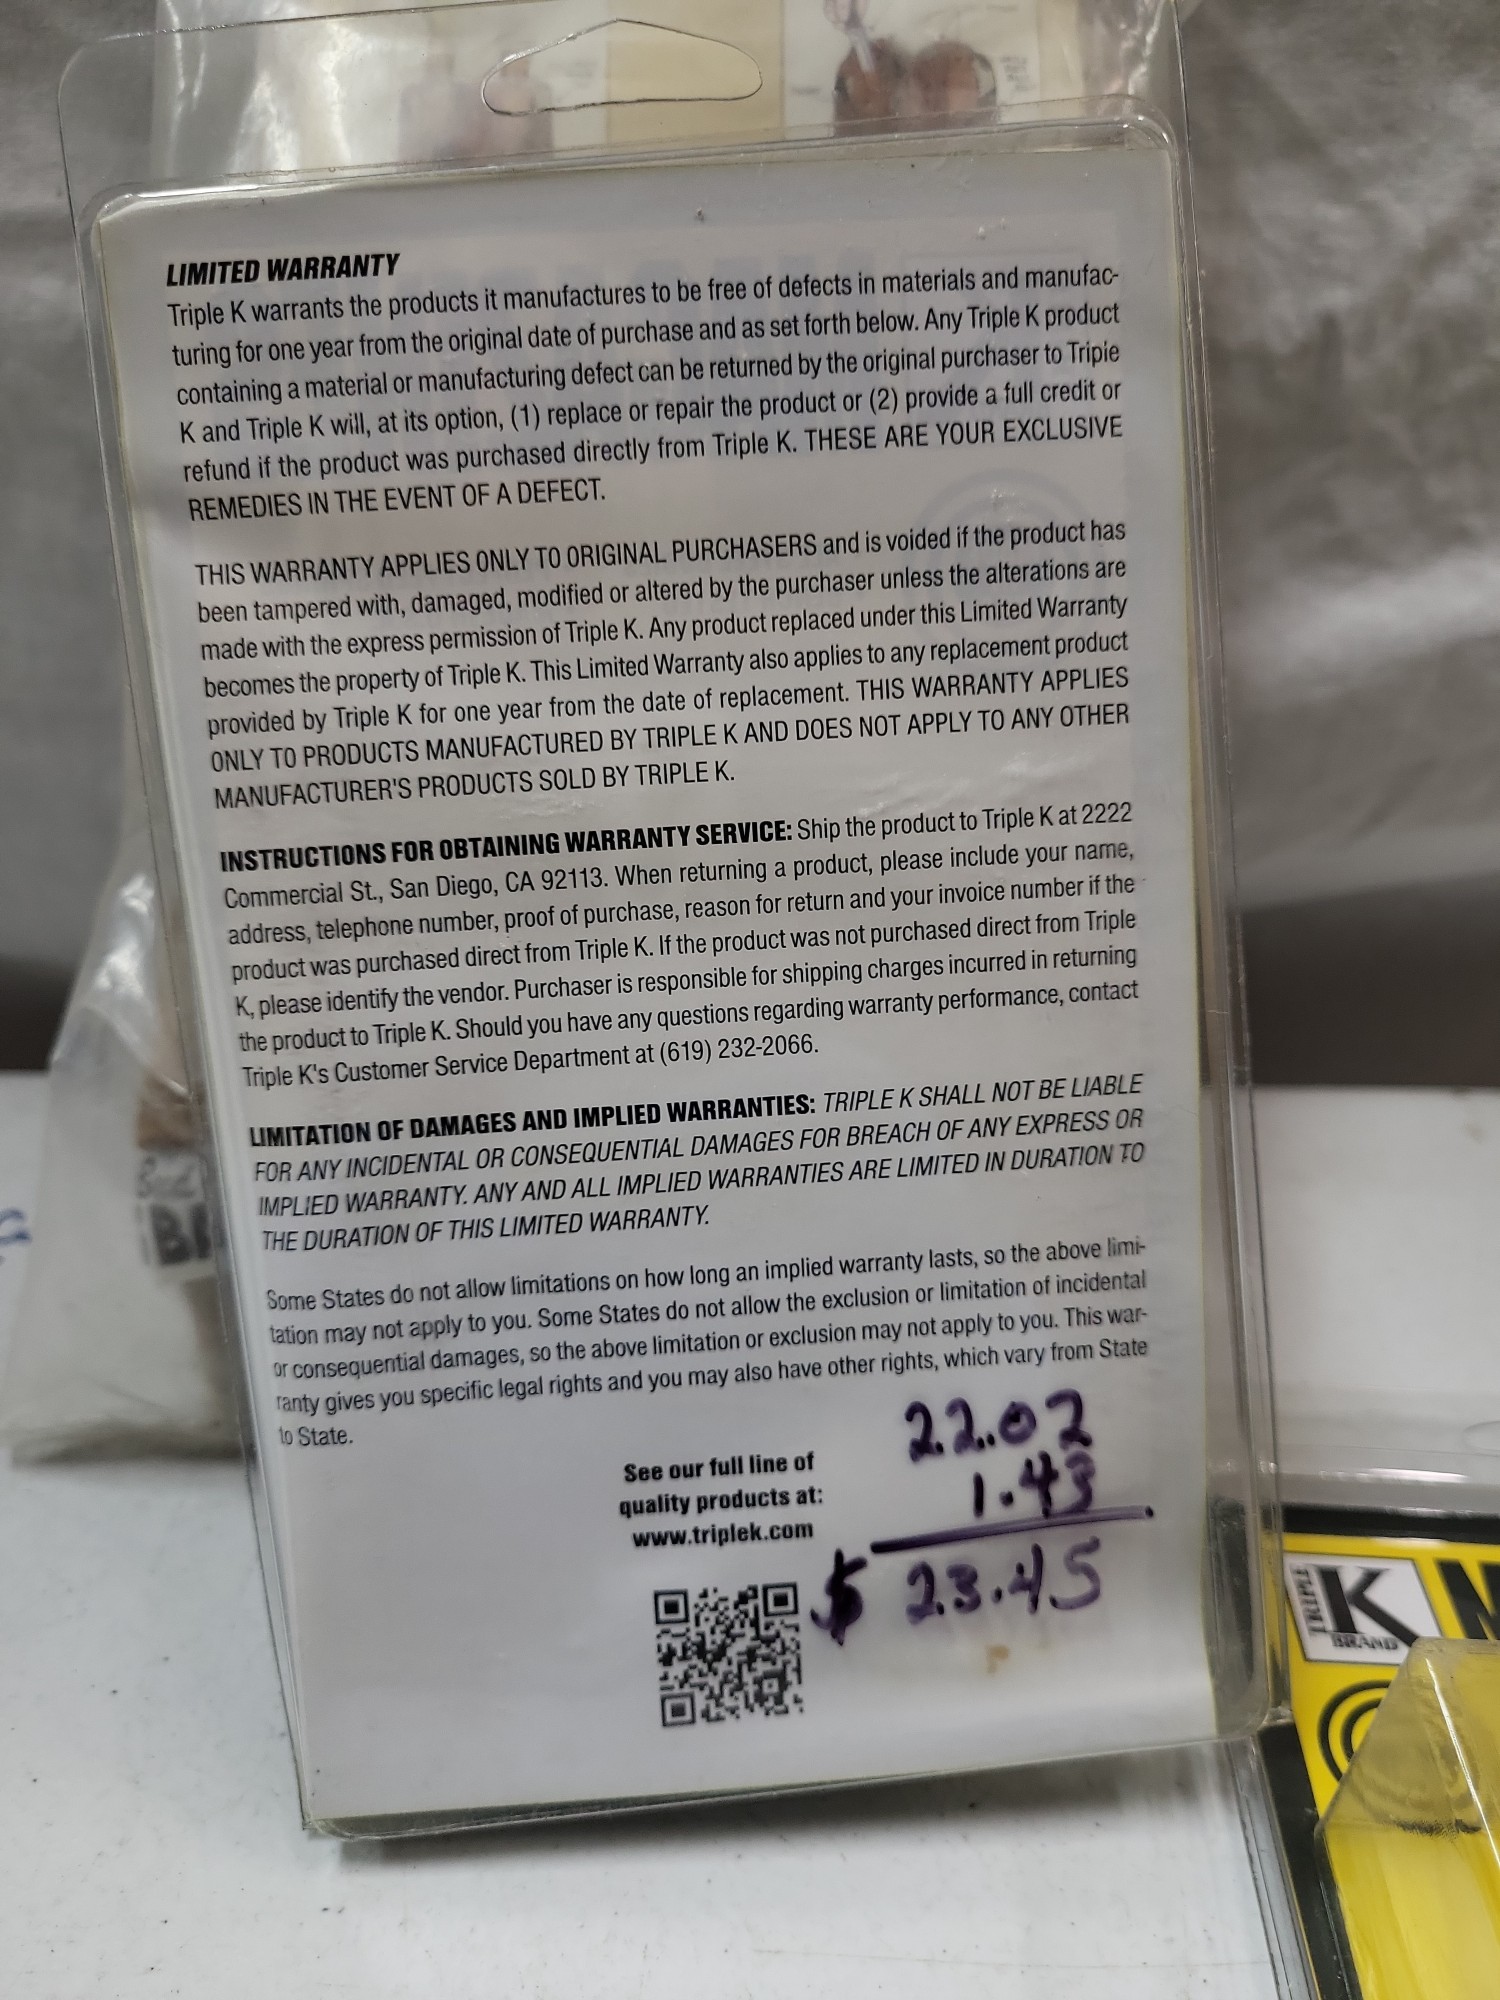 LIMITED WARRANTY
Triple K warrants the products it manufactures to be free of defects in materials and manufac-
turing for one year from the original date of purchase and as set forth below. Any Triple K product
containing a material or manufacturing defect can be returned by the original purchaser to Triple
K and Triple K will, at its option, (1) replace or repair the product or (2) provide a full credit or
refund if the product was purchased directly from Triple K. THESE ARE YOUR EXCLUSIVE
REMEDIES IN THE EVENT OF A DEFECT.
THIS WARRANTY APPLIES ONLY TO ORIGINAL PURCHASERS and is voided if the product has
been tampered with, damaged, modified or altered by the purchaser unless the alterations are
made with the express permission of Triple K. Any product replaced under this Limited Warranty
becomes the property of Triple K. This Limited Warranty also applies to any replacement product
provided by Triple K for one year from the date of replacement. THIS WARRANTY APPLIES
ONLY TO PRODUCTS MANUFACTURED BY TRIPLE K AND DOES NOT APPLY TO ANY OTHER
MANUFACTURER'S PRODUCTS SOLD BY TRIPLE K.
INSTRUCTIONS FOR OBTAINING WARRANTY SERVICE: Ship the product to Triple K at 2222
Commercial St., San Diego, CA 92113. When returning a product, please include your name,
address, telephone number, proof of purchase, reason for return and your invoice number if the
product was purchased direct from Triple K. If the product was not purchased direct from Triple
K, please identify the vendor. Purchaser is responsible for shipping charges incurred in returning
the product to Triple K. Should you have any questions regarding warranty performance, contact
Triple K's Customer Service Department at (619) 232-2066.
LIMITATION OF DAMAGES AND IMPLIED WARRANTIES: TRIPLE K SHALL NOT BE LIABLE
FOR ANY INCIDENTAL OR CONSEQUENTIAL DAMAGES FOR BREACH OF ANY EXPRESS OR
IMPLIED WARRANTY. ANY AND ALL IMPLIED WARRANTIES ARE LIMITED IN DURATION TO
THE DURATION OF THIS LIMITED WARRANTY.
Some States do not allow limitations on how long an implied warranty lasts, so the above limi-
tation may not apply to you. Some States do not allow the exclusion or limitation of incidental
or consequential damages, so the above limitation or exclusion may not apply to you. This war-
ranty gives you specific legal rights and you may also have other rights, which vary from State
to State.
See our full line of
quality products at:
www.triplek.com
22.02
1.43
$ 23.45
TRIPLE
K
BRAND